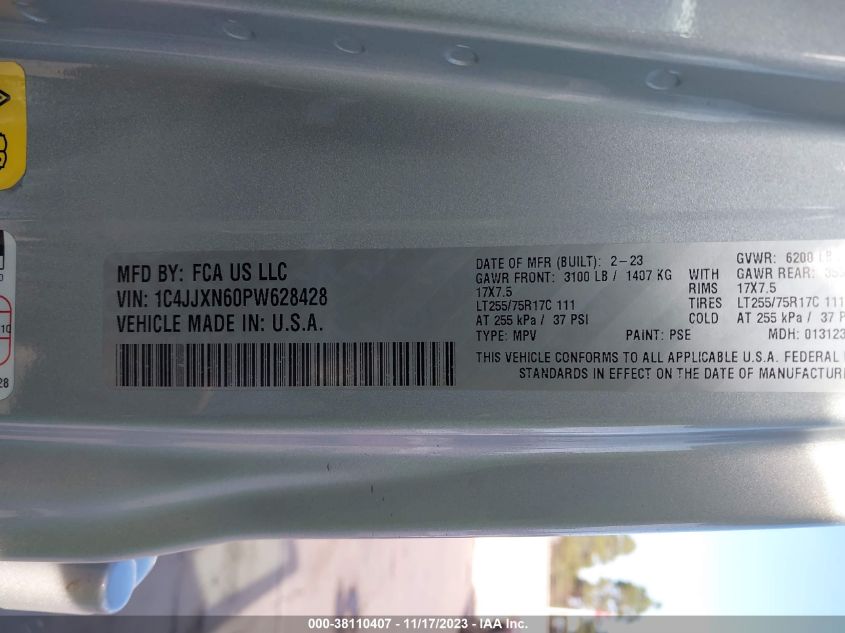 MFD BY: FCA US LLC
VIN: 1C4JJXN60PW628428
VEHICLE MADE IN: U.S.A.
DATE OF MFR (BUILT): 2-23 GVWR: 6200 LB
GAWR FRONT: 3100 LB / 1407 KG WITH GAWR REAR:
17X7.5 RIMS 17X7.5
LT255/75R17C 111 TIRES LT255/75R17C 111
AT 255 kPa / 37 PSI COLD AT 255 kPa / 37 P
TYPE: MPV PAINT: PSE MDH: 013123
THIS VEHICLE CONFORMS TO ALL APPLICABLE U.S.A. FEDERAL
STANDARDS IN EFFECT ON THE DATE OF MANUFACTUR
10
28
000-38110407 - 11/17/2023 - IAA Inc.